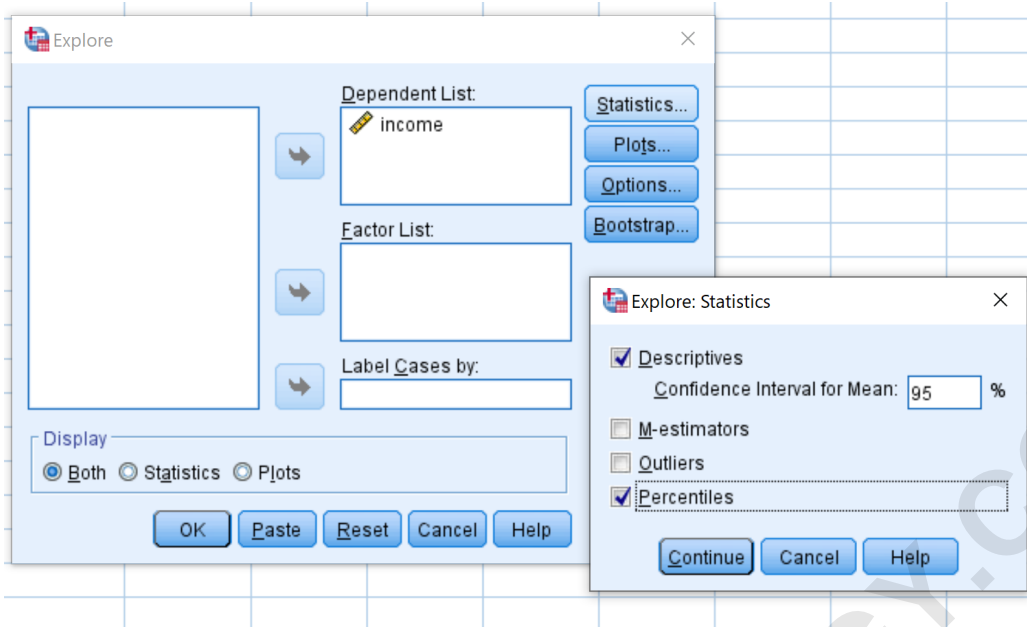 Explore
Dependent List:
income
Statistics...
Plots...
Options...
Bootstrap...
Factor List:
Label Cases by:
Display
Both Statistics Plots
OK Paste Reset Cancel Help
Explore: Statistics
Descriptives
Confidence Interval for Mean: 95 %
M-estimators
Outliers
Percentiles
Continue Cancel Help